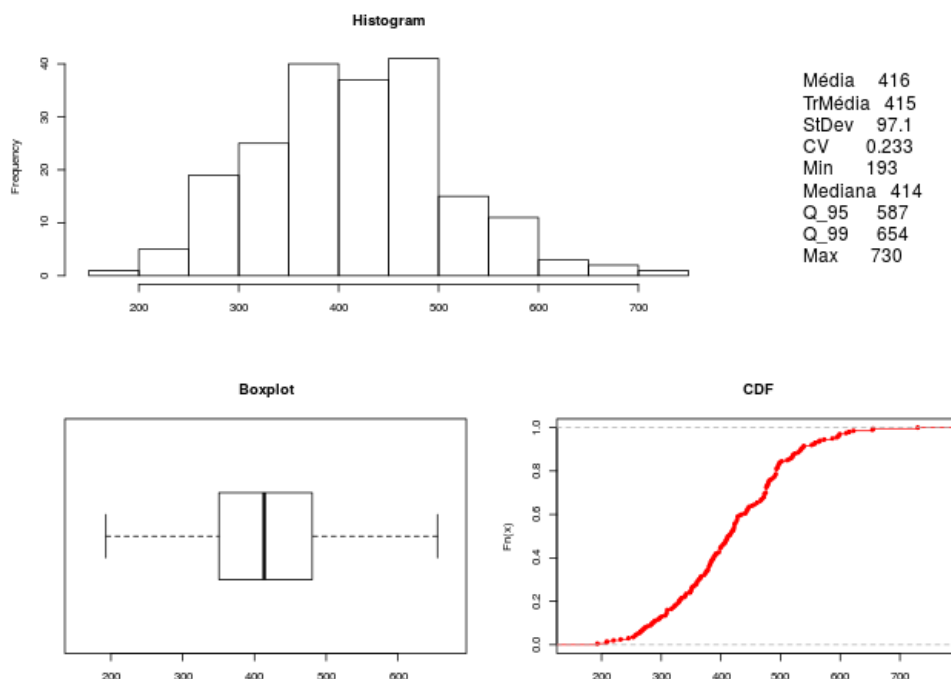 Histogram
Frequency
0
10
20
30
40
200
300
400
500
600
700
Média 416
TrMédia 415
StDev 97.1
CV 0.233
Min 193
Mediana 414
Q_95 587
Q_99 654
Max 730
Boxplot
200
300
400
500
600
CDF
Fn(x)
0.0
0.2
0.4
0.6
0.8
1.0
200
300
400
500
600
700